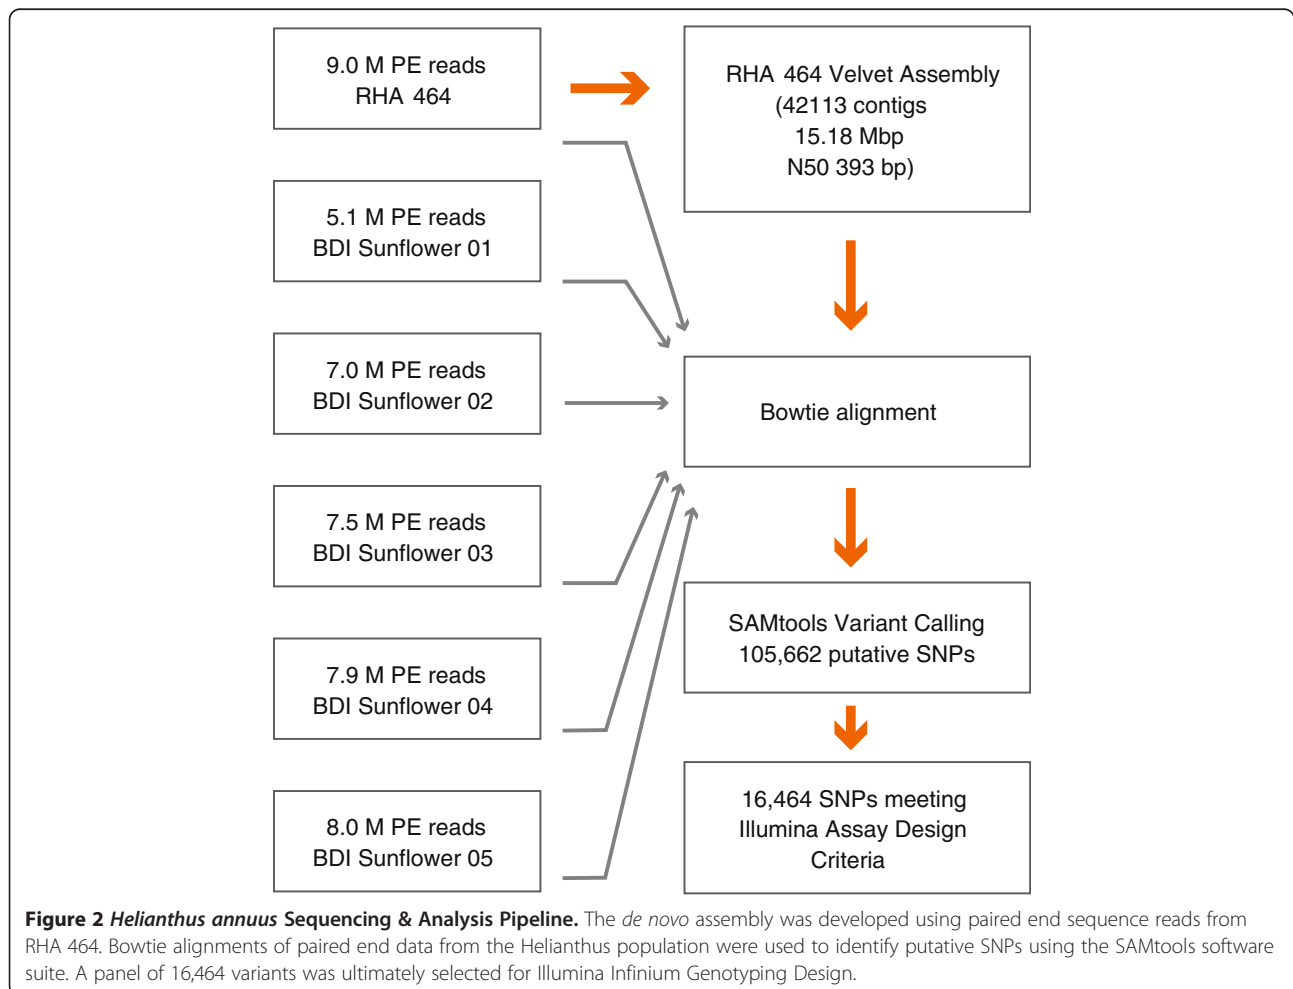 9.0 M PE reads
RHA 464
5.1 M PE reads
BDI Sunflower 01
7.0 M PE reads
BDI Sunflower 02
7.5 M PE reads
BDI Sunflower 03
7.9 M PE reads
BDI Sunflower 04
8.0 M PE reads
BDI Sunflower 05
RHA 464 Velvet Assembly
(42113 contigs
15.18 Mbp
N50 393 bp)
Bowtie alignment
SAMtools Variant Calling
105,662 putative SNPs
16,464 SNPs meeting
Illumina Assay Design
Criteria
Figure 2 Helianthus annuus Sequencing & Analysis Pipeline. The de novo assembly was developed using paired end sequence reads from
RHA 464. Bowtie alignments of paired end data from the Helianthus population were used to identify putative SNPs using the SAMtools software
suite. A panel of 16,464 variants was ultimately selected for Illumina Infinium Genotyping Design.